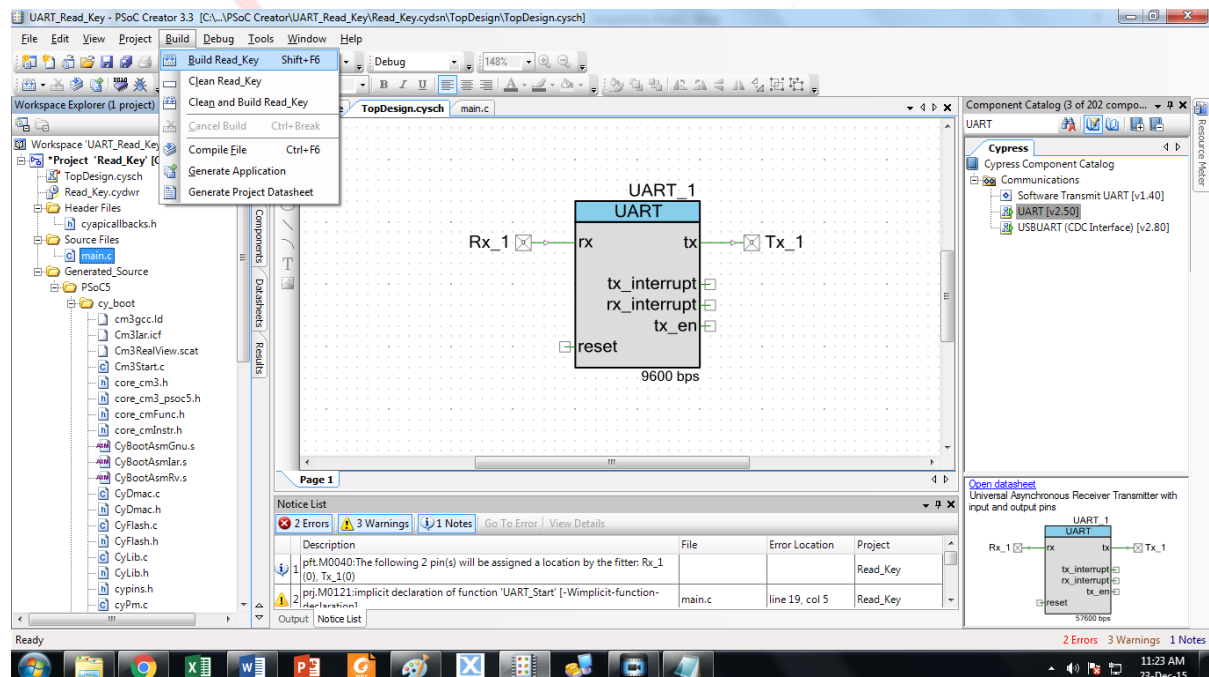 UART_Read_Key - PSoC Creator 3.3 [C:\...\PSoC Creator\UART_Read_Key\Read_Key.cydsn\TopDesign\TopDesign.cysch]
File Edit View Project Build Debug Tools Window Help
Debug 148%
B I U
Build Read_Key Shift+F6
Clean Read_Key
Clean and Build Read_Key
Cancel Build Ctrl+Break
Compile File Ctrl+F6
Generate Application
Generate Project Datasheet
Workspace Explorer (1 project)
Workspace 'UART_Read_Key
*Project 'Read_Key' [C
TopDesign.cysch
Read_Key.cydwr
Header Files
cyapicallbacks.h
Source Files
main.c
Generated_Source
PSoC5
cy_boot
cm3gcc.ld
Cm3Iar.icf
Cm3RealView.scat
Cm3Start.c
core_cm3.h
core_cm3_psoc5.h
core_cmFunc.h
core_cmInstr.h
CyBootAsmGnu.s
CyBootAsmIar.s
CyBootAsmRv.s
CyDmac.c
CyDmac.h
CyFlash.c
CyFlash.h
CyLib.c
CyLib.h
cypins.h
cyPm.c
Components
Datasheets
Results
TopDesign.cysch main.c
UART_1
UART
Rx_1 rx tx Tx_1
tx_interrupt
rx_interrupt
tx_en
reset
9600 bps
Page 1
Notice List
2 Errors 3 Warnings 1 Notes Go To Error View Details
Description File Error Location Project
1 pft.M0040:The following 2 pin(s) will be assigned a location by the fitter: Rx_1 Read_Key
(0), Tx_1(0)
2 prj.M0121:implicit declaration of function 'UART_Start' [-Wimplicit-function- main.c line 19, col 5 Read_Key
declaration]
Output Notice List
Component Catalog (3 of 202 compo...
UART
Cypress
Cypress Component Catalog
Communications
Software Transmit UART [v1.40]
UART [v2.50]
USBUART (CDC Interface) [v2.80]
Resource Meter
Open datasheet
Universal Asynchronous Receiver Transmitter with
input and output pins
UART_1
UART
Rx_1 rx tx Tx_1
tx_interrupt
rx_interrupt
tx_en
reset
57600 bps
Ready 2 Errors 3 Warnings 1 Notes
11:23 AM
23-Dec-15